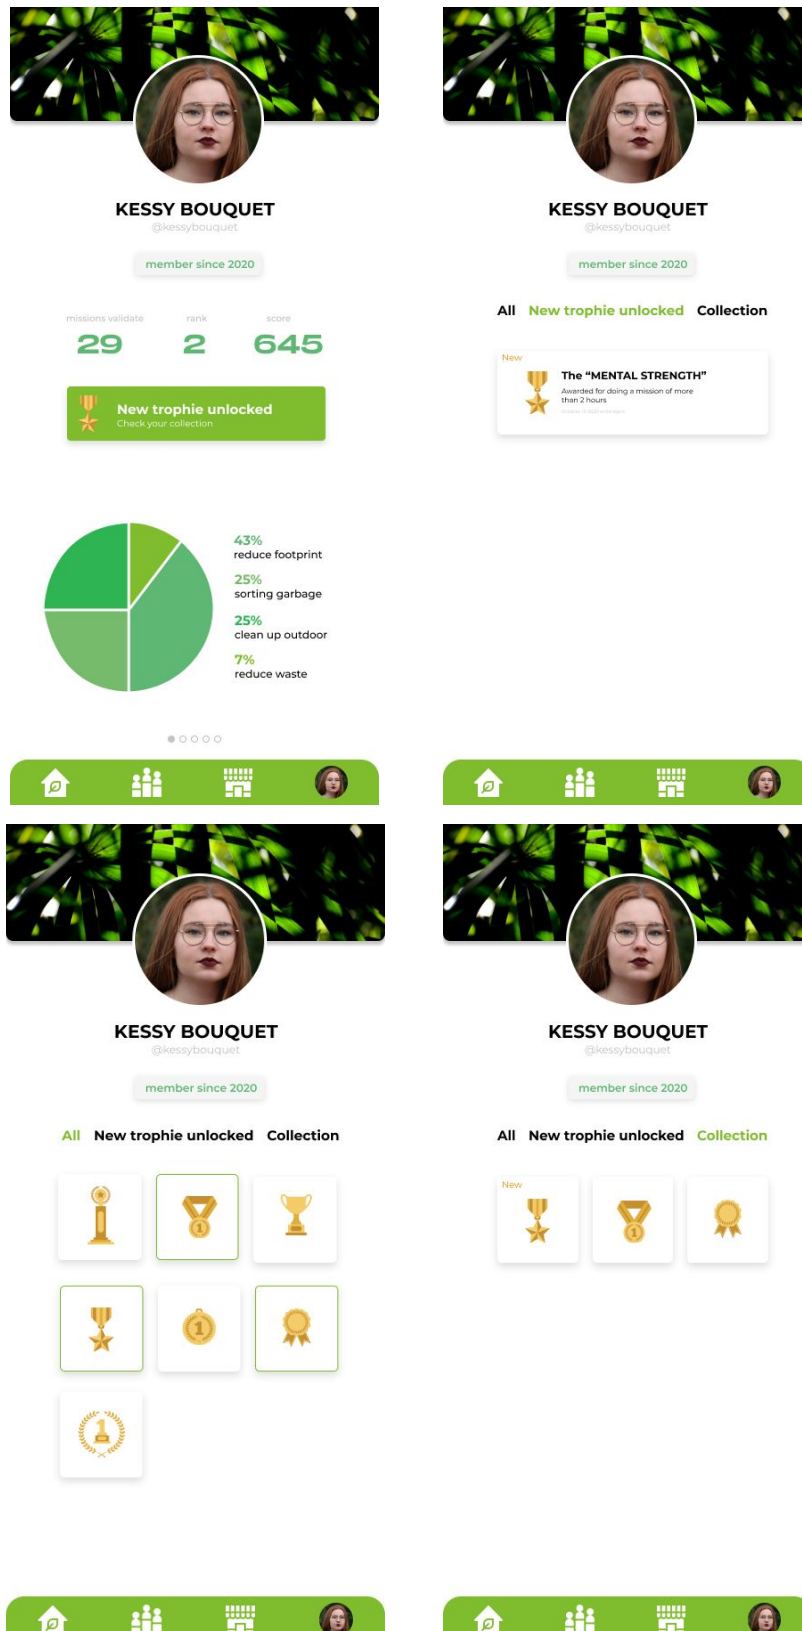 KESSY BOUQUET
@kessybouquet
member since 2020
missions validate rank score
29 2 645
New trophie unlocked
Check your collection
43%
reduce footprint
25%
sorting garbage
25%
clean up outdoor
7%
reduce waste
KESSY BOUQUET
@kessybouquet
member since 2020
All New trophie unlocked Collection
New
The “MENTAL STRENGTH”
Awarded for doing a mission of more
than 2 hours
KESSY BOUQUET
@kessybouquet
member since 2020
All New trophie unlocked Collection
1
1
1
KESSY BOUQUET
@kessybouquet
member since 2020
All New trophie unlocked Collection
New
1